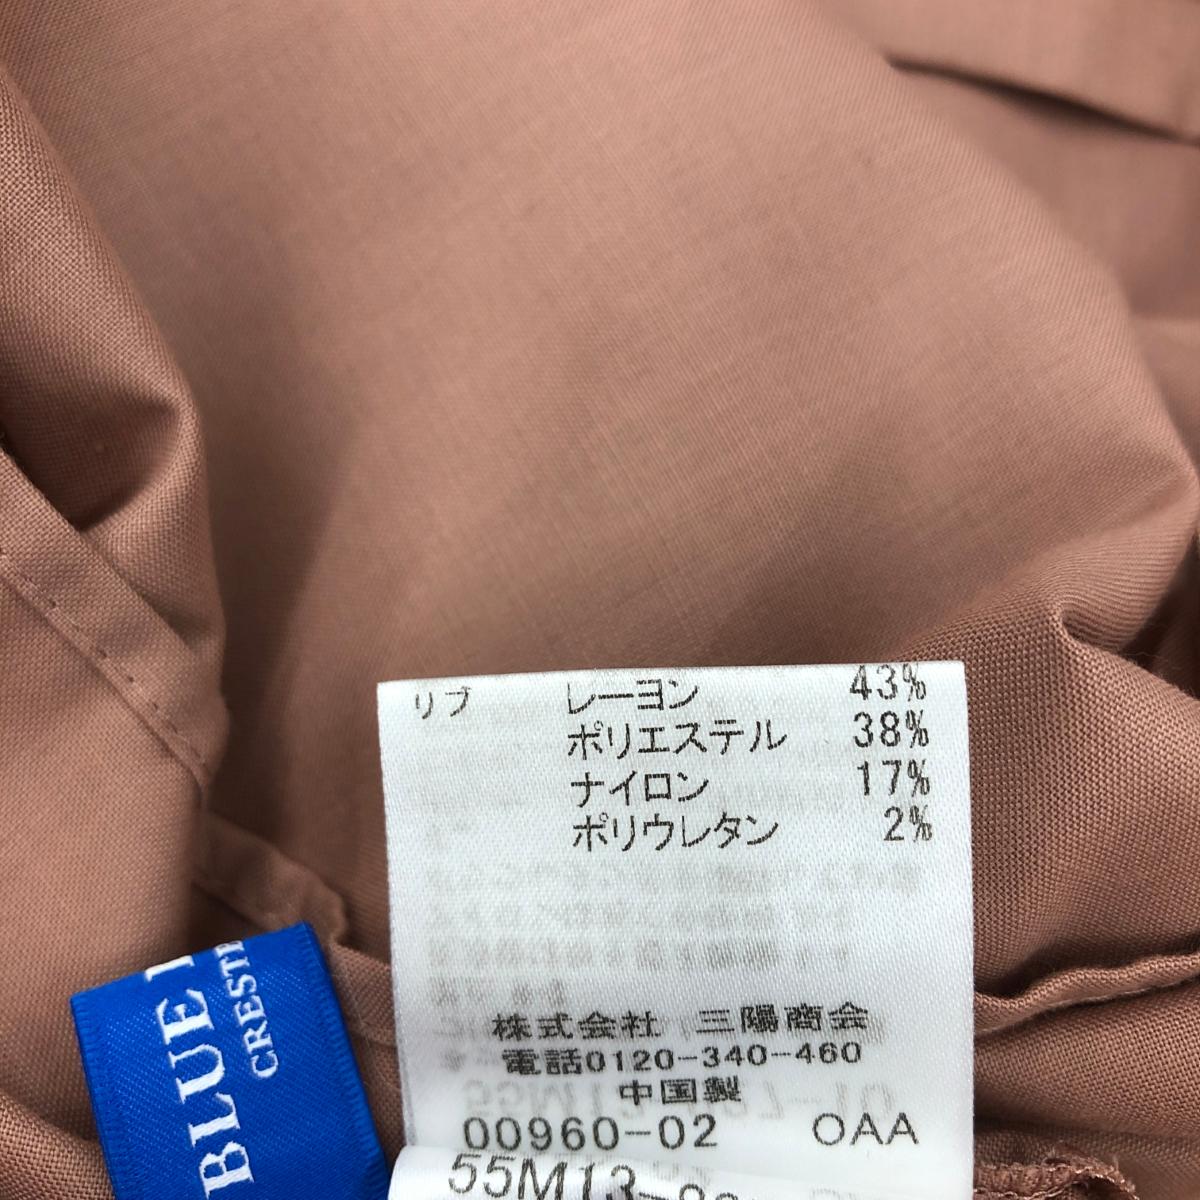 リブ レーヨン 43%
ポリエステル 38%
ナイロン 17%
ポリウレタン 2%
株式会社 三陽商会
電話0120-340-460
中国製
00960-02 OAA
55M13-
BLUE
CREST